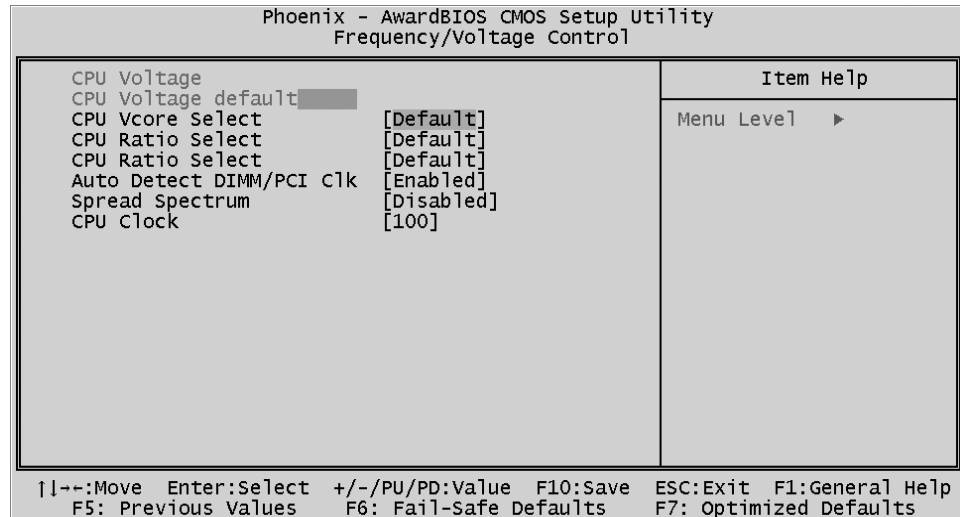 Phoenix - AwardBIOS CMOS Setup Utility
Frequency/Voltage Control
CPU Voltage
CPU Voltage default
CPU Vcore Select [Default]
CPU Ratio Select [Default]
CPU Ratio Select [Default]
Auto Detect DIMM/PCI Clk [Enabled]
Spread Spectrum [Disabled]
CPU Clock [100]
Item Help
Menu Level ▶
↑↓→←:Move Enter:Select +/-/PU/PD:Value F10:Save ESC:Exit F1:General Help
F5: Previous Values F6: Fail-Safe Defaults F7: Optimized Defaults